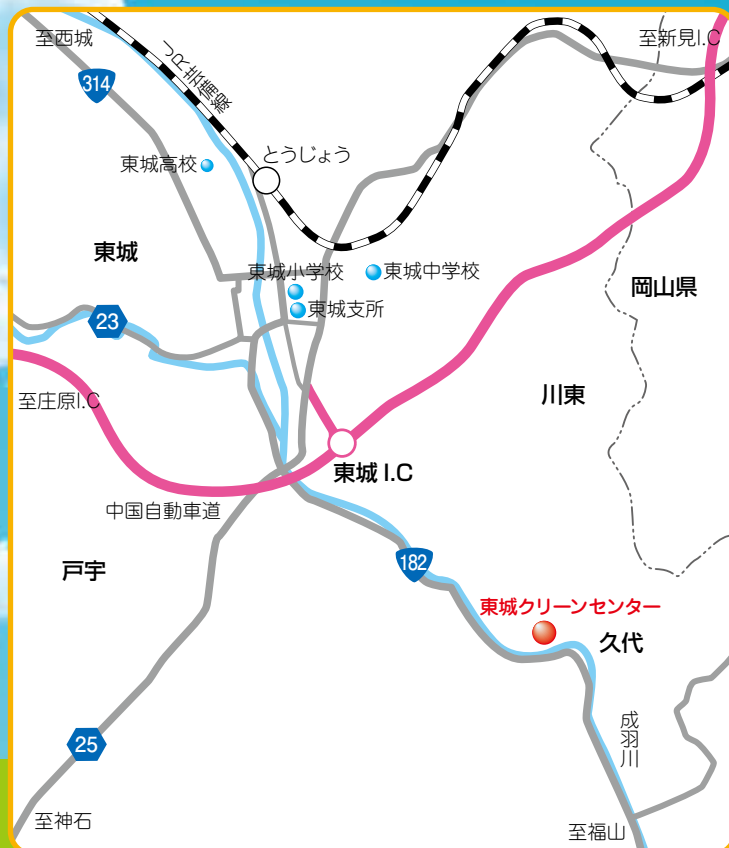 至西城
至新見I.C
JR吉備線
314
とうじょう
東城高校
東城
東城小学校
東城中学校
岡山県
東城支所
23
川東
至庄原I.C
東城 I.C
中国自動車道
戸宇
182
東城クリーンセンター
久代
成羽川
25
至神石
至福山